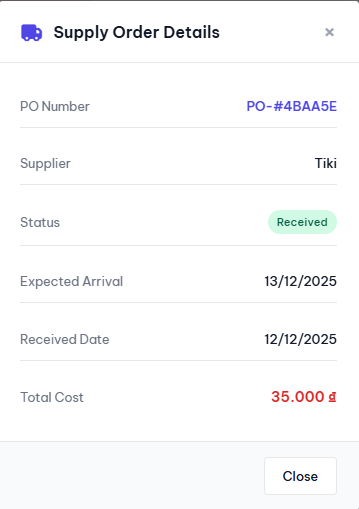 Supply Order Details
×
PO Number PO-#4BAA5E
Supplier Tiki
Status Received
Expected Arrival 13/12/2025
Received Date 12/12/2025
Total Cost 35.000 ₫
Close